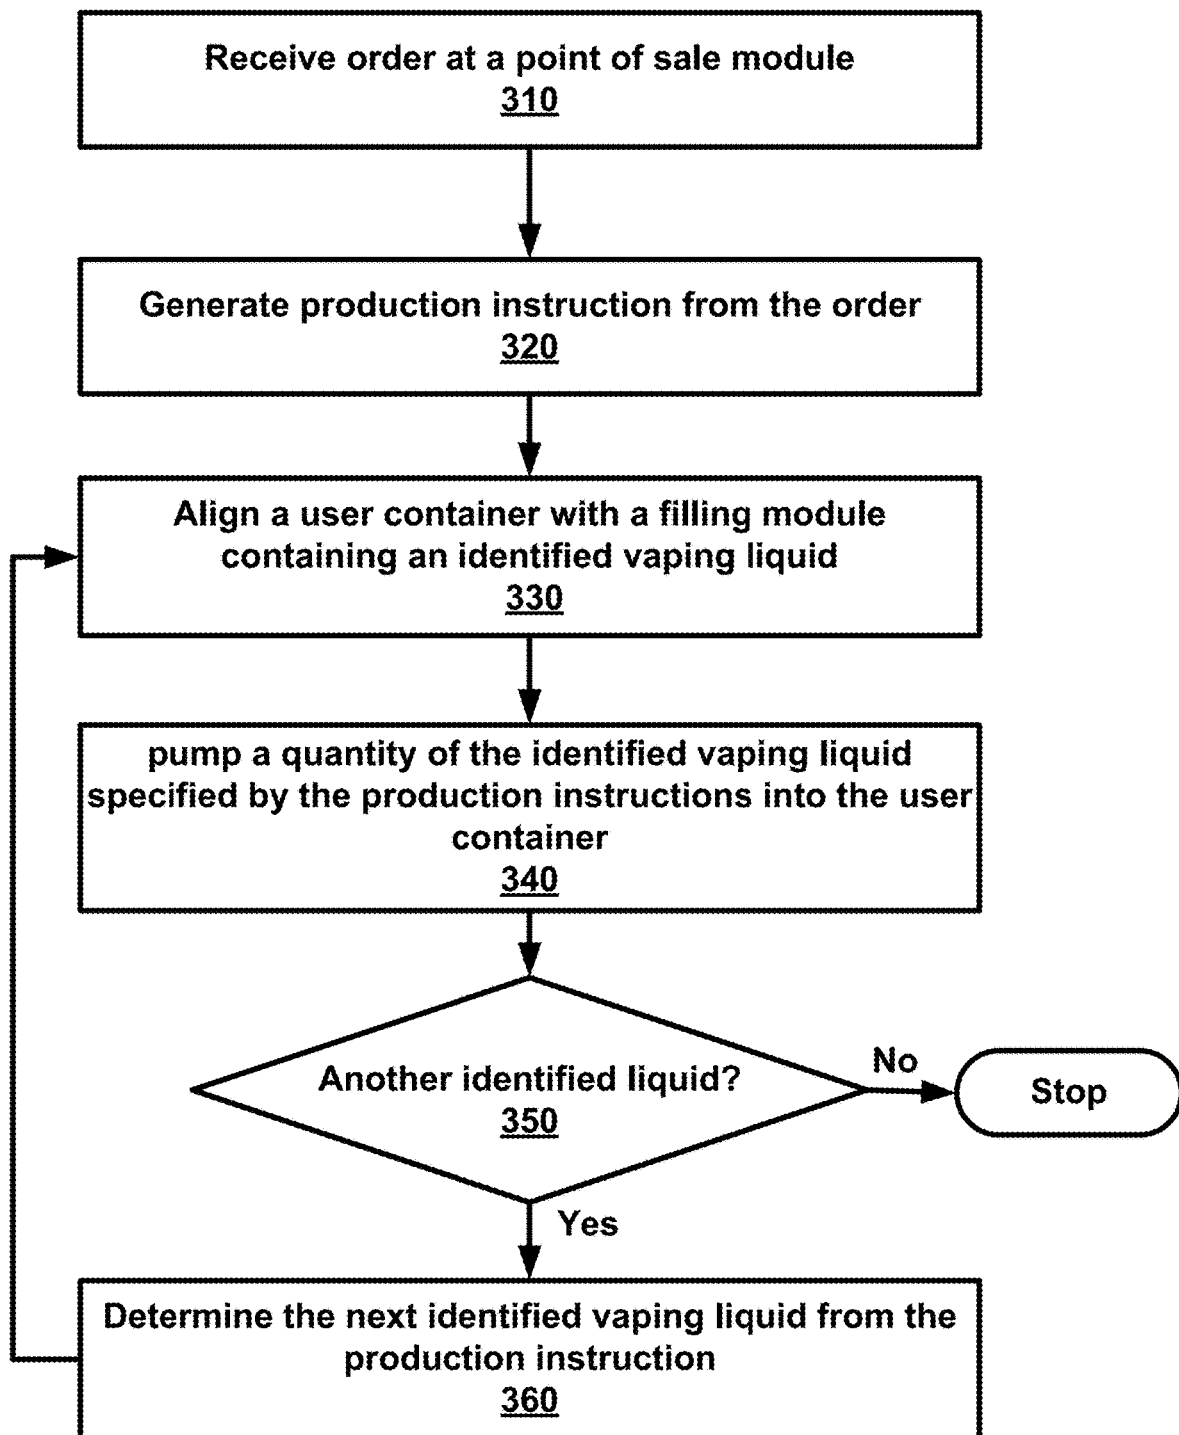 Receive order at a point of sale module
310
Generate production instruction from the order
320
Align a user container with a filling module
containing an identified vaping liquid
330
pump a quantity of the identified vaping liquid
specified by the production instructions into the user
container
340
Another identified liquid?
350
No
Stop
Yes
Determine the next identified vaping liquid from the
production instruction
360